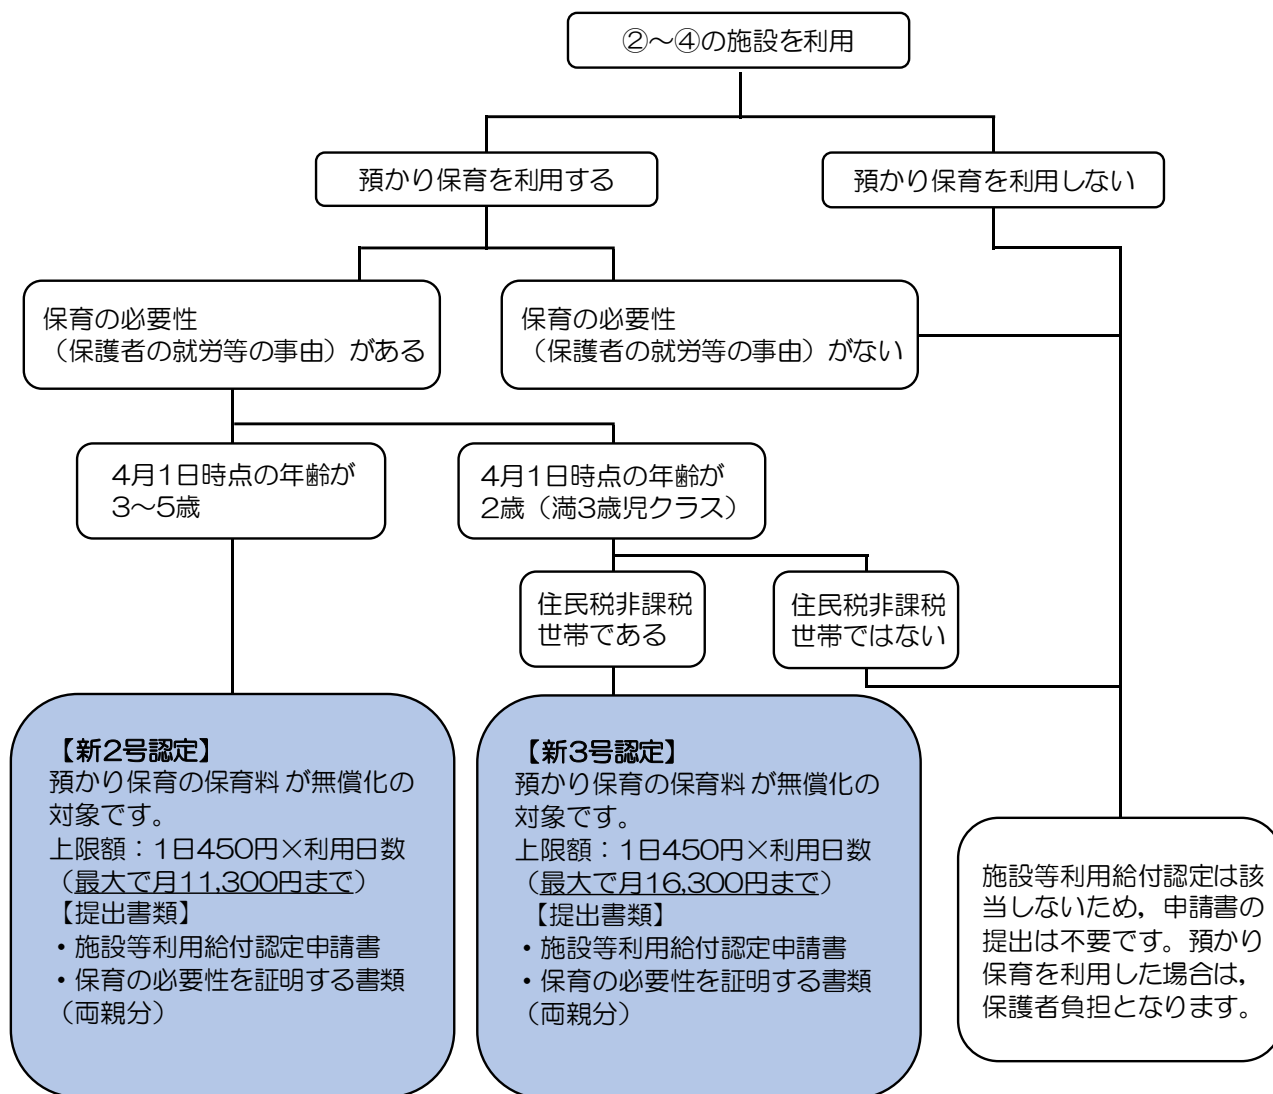 ②～④の施設を利用
預かり保育を利用する
預かり保育を利用しない
保育の必要性
（保護者の就労等の事由）がある
保育の必要性
（保護者の就労等の事由）がない
4月1日時点の年齢が
3～5歳
4月1日時点の年齢が
2歳（満3歳児クラス）
住民税非課税
世帯である
住民税非課税
世帯ではない
【新2号認定】
預かり保育の保育料が無償化の
対象です。
上限額：1日450円×利用日数
（最大で月11,300円まで）
【提出書類】
・施設等利用給付認定申請書
・保育の必要性を証明する書類
（両親分）
【新3号認定】
預かり保育の保育料が無償化の
対象です。
上限額：1日450円×利用日数
（最大で月16,300円まで）
【提出書類】
・施設等利用給付認定申請書
・保育の必要性を証明する書類
（両親分）
施設等利用給付認定は該
当しないため，申請書の
提出は不要です。預かり
保育を利用した場合は，
保護者負担となります。